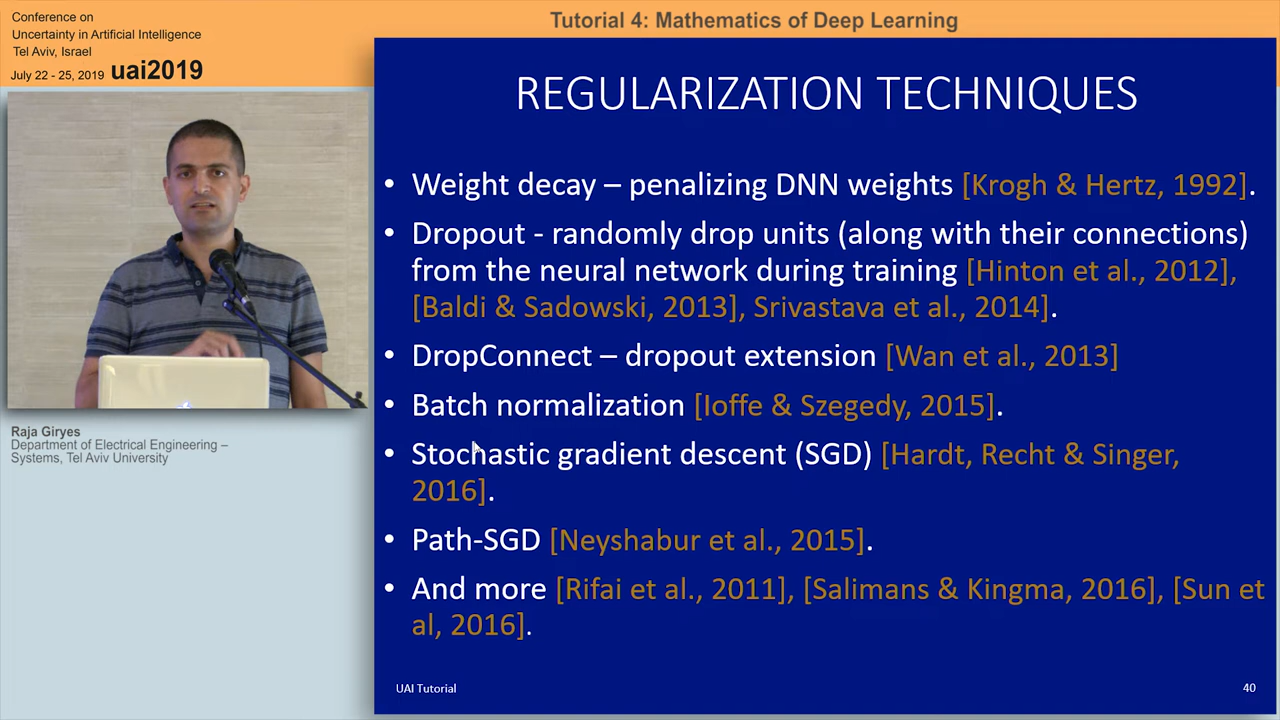 Conference on
Uncertainty in Artificial Intelligence
Tel Aviv, Israel
July 22 - 25, 2019 uai2019
Tutorial 4: Mathematics of Deep Learning
Raja Giryes
Department of Electrical Engineering –
Systems, Tel Aviv University
REGULARIZATION TECHNIQUES
• Weight decay – penalizing DNN weights [Krogh & Hertz, 1992].
• Dropout - randomly drop units (along with their connections)
from the neural network during training [Hinton et al., 2012],
[Baldi & Sadowski, 2013], Srivastava et al., 2014].
• DropConnect – dropout extension [Wan et al., 2013]
• Batch normalization [Ioffe & Szegedy, 2015].
• Stochastic gradient descent (SGD) [Hardt, Recht & Singer,
2016].
• Path-SGD [Neyshabur et al., 2015].
• And more [Rifai et al., 2011], [Salimans & Kingma, 2016], [Sun et
al, 2016].
UAI Tutorial
40